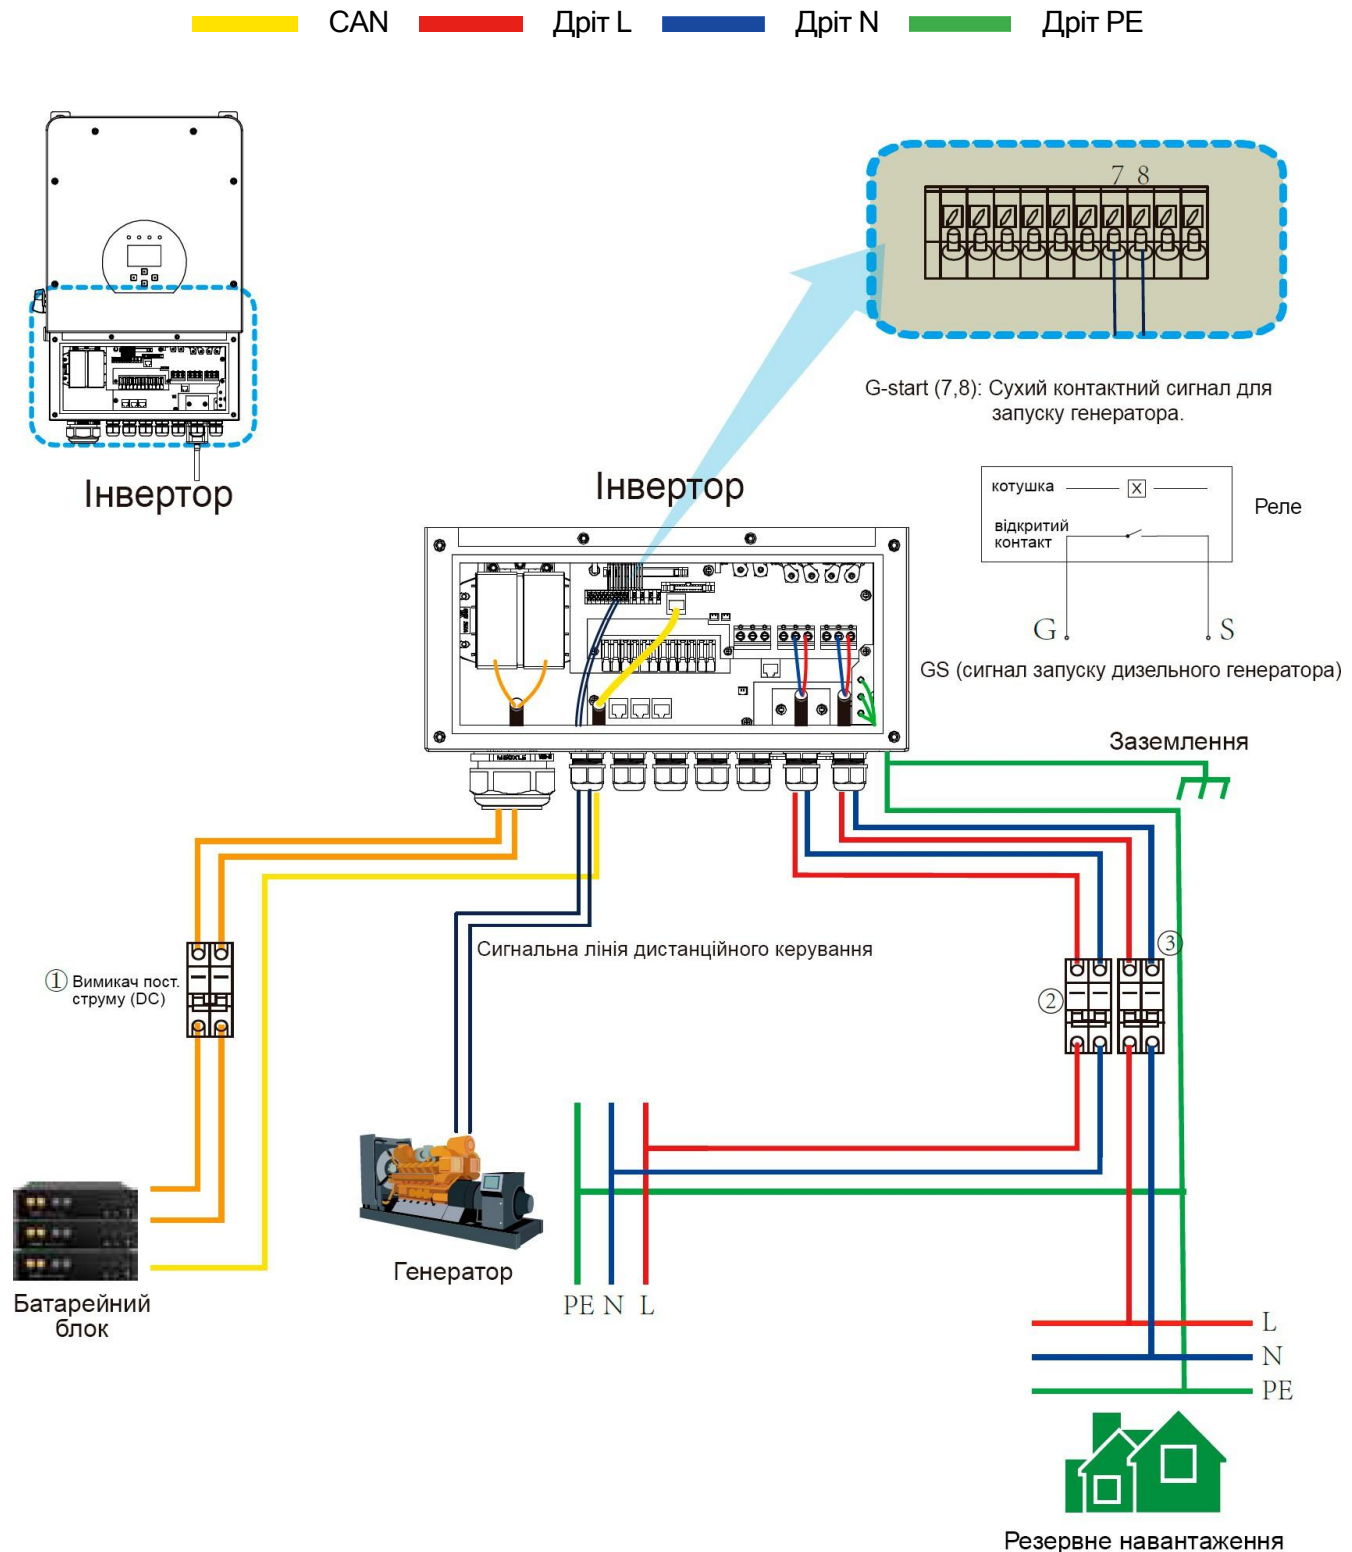 CAN
Дріт L
Дріт N
Дріт PE
7 8
G-start (7,8): Сухий контактний сигнал для
запуску генератора.
Інвертор
Інвертор
котушка
X
Реле
відкритий
контакт
G
S
GS (сигнал запуску дизельного генератора)
Заземлення
Сигнальна лінія дистанційного керування
① Вимикач пост.
струму (DC)
②
③
Генератор
PE N L
Батарейний
блок
L
N
PE
Резервне навантаження